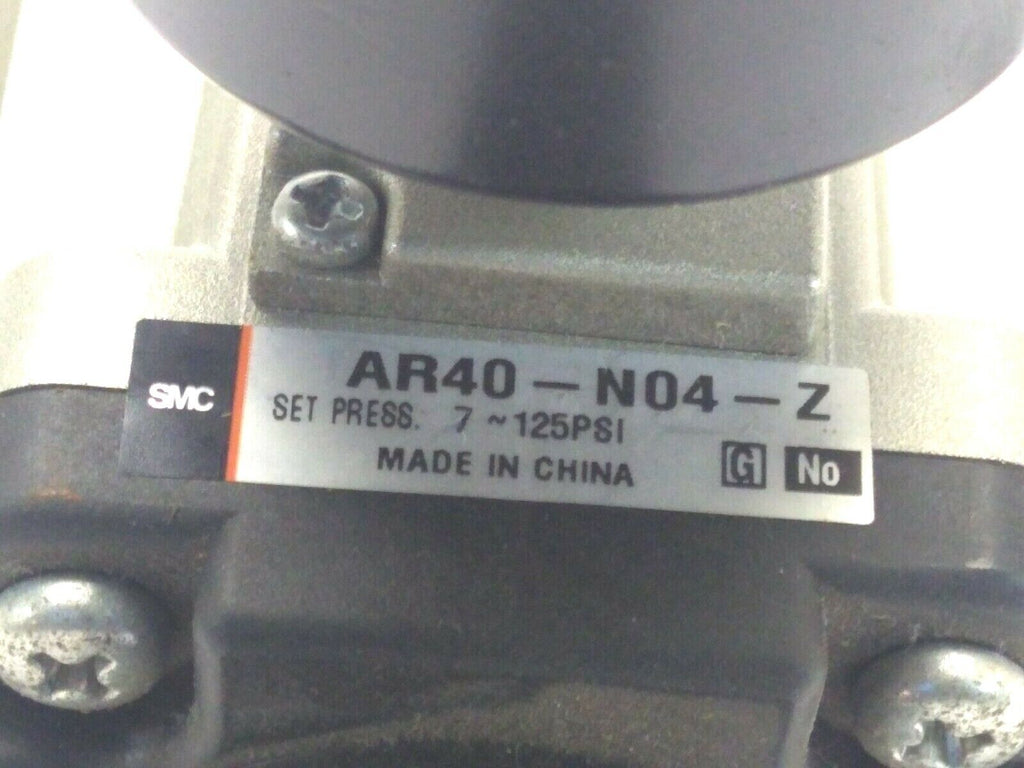 SMC
AR40-N04-Z
SET PRESS. 7~125PSI
MADE IN CHINA G No